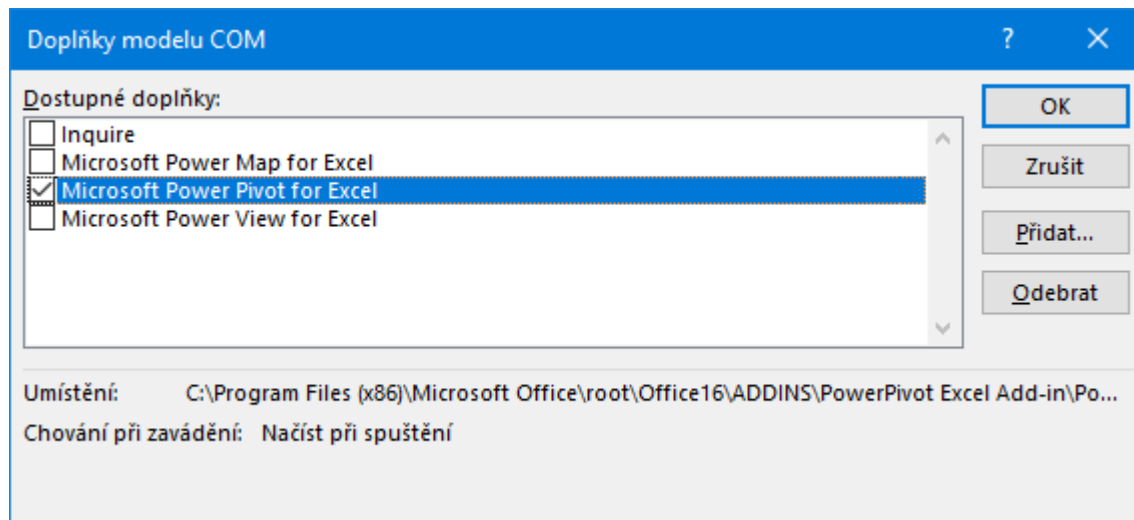 Doplňky modelu COM
Dostupné doplňky:
Inquire
Microsoft Power Map for Excel
Microsoft Power Pivot for Excel
Microsoft Power View for Excel
OK
Zrušit
Přidat...
Odebrat
Umístění: C:\Program Files (x86)\Microsoft Office\root\Office16\ADDINS\PowerPivot Excel Add-in\Po...
Chování při zavádění: Načíst při spuštění